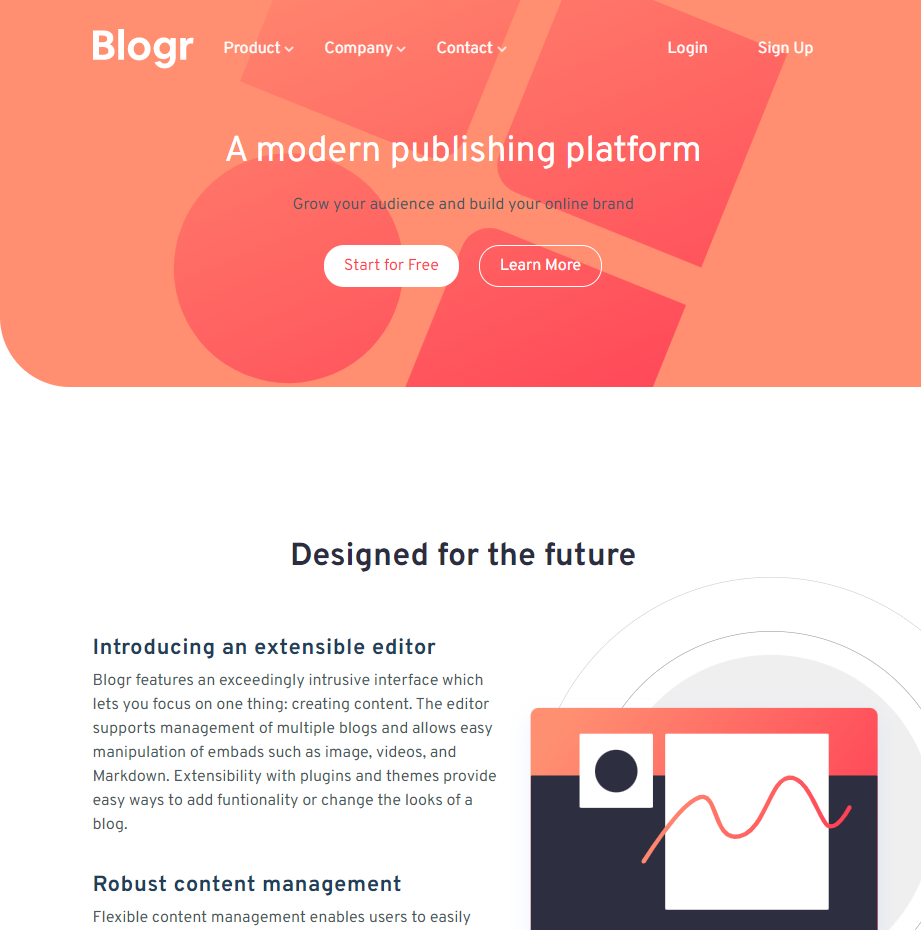 Blogr Product Company Contact Login Sign Up
A modern publishing platform
Grow your audience and build your online brand
Start for Free Learn More
Designed for the future
Introducing an extensible editor
Blogr features an exceedingly intrusive interface which
lets you focus on one thing: creating content. The editor
supports management of multiple blogs and allows easy
manipulation of embads such as image, videos, and
Markdown. Extensibility with plugins and themes provide
easy ways to add funtionality or change the looks of a
blog.
Robust content management
Flexible content management enables users to easily